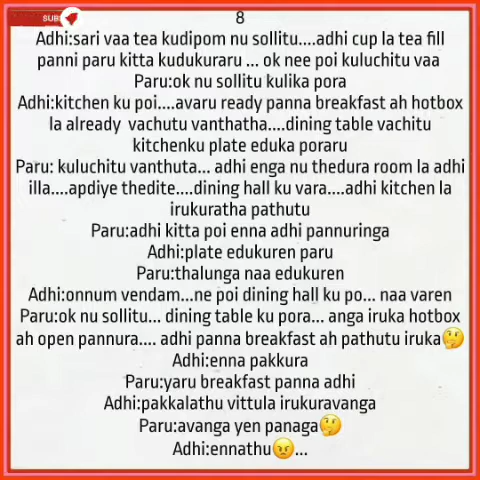 SUBS
8
Adhi:sari vaa tea kudipom nu sollitu....adhi cup la tea fill
panni paru kitta kudukuraru ... ok nee poi kuluchitu vaa
Paru:ok nu sollitu kulika pora
Adhi:kitchen ku poi....avaru ready panna breakfast ah hotbox
la already vachutu vanthatha....dining table vachitu
kitchenku plate eduka poraru
Paru: kuluchitu vanthuta... adhi enga nu thedura room la adhi
illa....apdiye thedite....dining hall ku vara....adhi kitchen la
irukuratha pathutu
Paru:adhi kitta poi enna adhi pannuringa
Adhi:plate edukuren paru
Paru:thalunga naa edukuren
Adhi:onnum vendam...ne poi dining hall ku po... naa varen
Paru:ok nu sollitu... dining table ku pora... anga iruka hotbox
ah open pannura.... adhi panna breakfast ah pathutu iruka🤔
Adhi:enna pakkura
Paru:yaru breakfast panna adhi
Adhi:pakkalathu vittula irukuravanga
Paru:avanga yen panaga🤔
Adhi:ennathu😠...